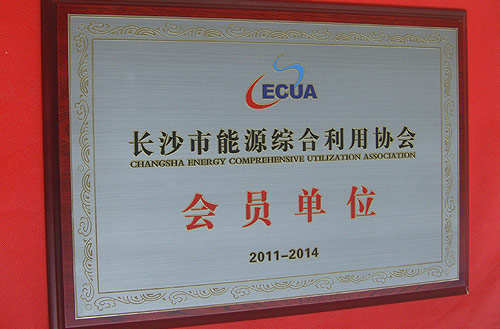 ECUA
长沙市能源综合利用协会
CHANGSHA ENERGY COMPREHENSIVE UTILIZATION ASSOCIATION
会员单位
2011-2014